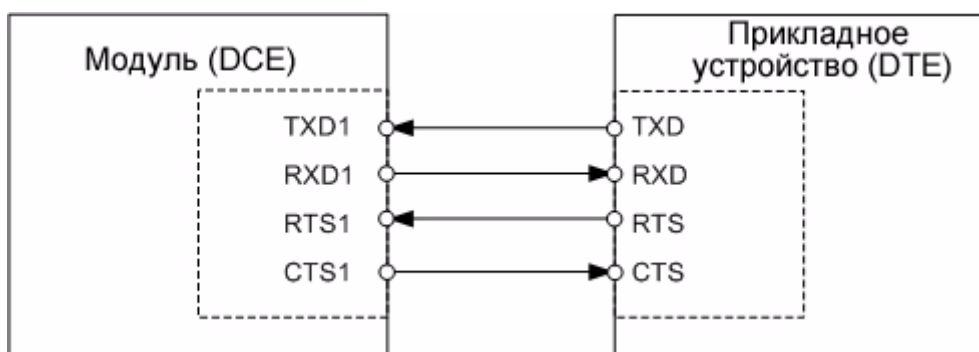 Модуль (DCE)
Прикладное
устройство (DTE)
TXD1
TXD
RXD1
RXD
RTS1
RTS
CTS1
CTS